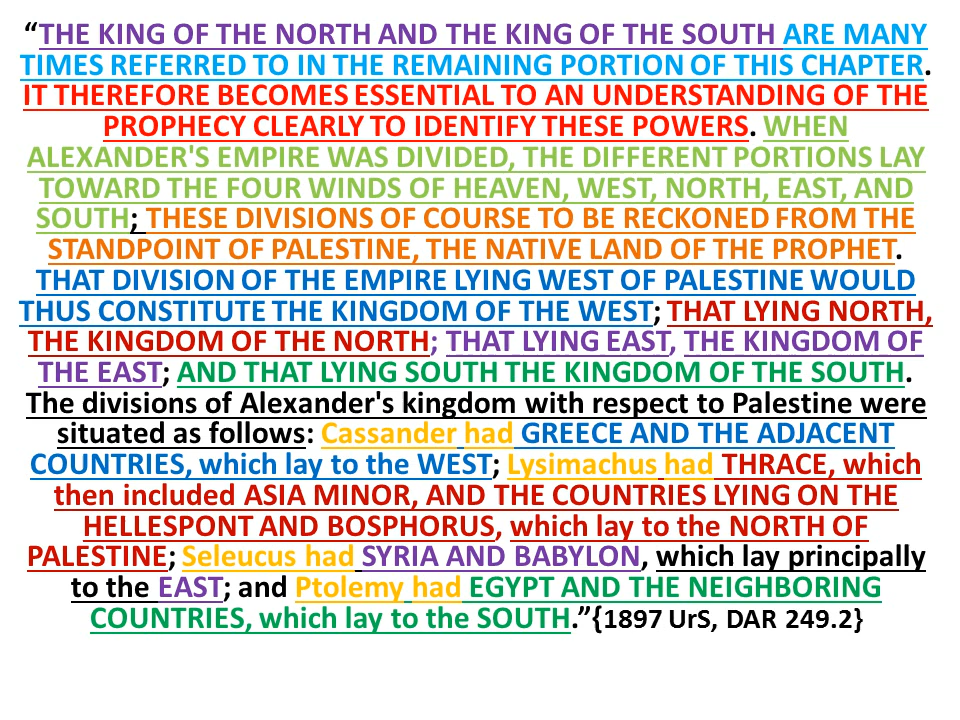 “THE KING OF THE NORTH AND THE KING OF THE SOUTH ARE MANY
TIMES REFERRED TO IN THE REMAINING PORTION OF THIS CHAPTER.
IT THEREFORE BECOMES ESSENTIAL TO AN UNDERSTANDING OF THE
PROPHECY CLEARLY TO IDENTIFY THESE POWERS. WHEN
ALEXANDER'S EMPIRE WAS DIVIDED, THE DIFFERENT PORTIONS LAY
TOWARD THE FOUR WINDS OF HEAVEN, WEST, NORTH, EAST, AND
SOUTH; THESE DIVISIONS OF COURSE TO BE RECKONED FROM THE
STANDPOINT OF PALESTINE, THE NATIVE LAND OF THE PROPHET.
THAT DIVISION OF THE EMPIRE LYING WEST OF PALESTINE WOULD
THUS CONSTITUTE THE KINGDOM OF THE WEST; THAT LYING NORTH,
THE KINGDOM OF THE NORTH; THAT LYING EAST, THE KINGDOM OF
THE EAST; AND THAT LYING SOUTH THE KINGDOM OF THE SOUTH.
The divisions of Alexander's kingdom with respect to Palestine were
situated as follows: Cassander had GREECE AND THE ADJACENT
COUNTRIES, which lay to the WEST; Lysimachus had THRACE, which
then included ASIA MINOR, AND THE COUNTRIES LYING ON THE
HELLESPONT AND BOSPHORUS, which lay to the NORTH OF
PALESTINE; Seleucus had SYRIA AND BABYLON, which lay principally
to the EAST; and Ptolemy had EGYPT AND THE NEIGHBORING
COUNTRIES, which lay to the SOUTH.”{1897 UrS, DAR 249.2}